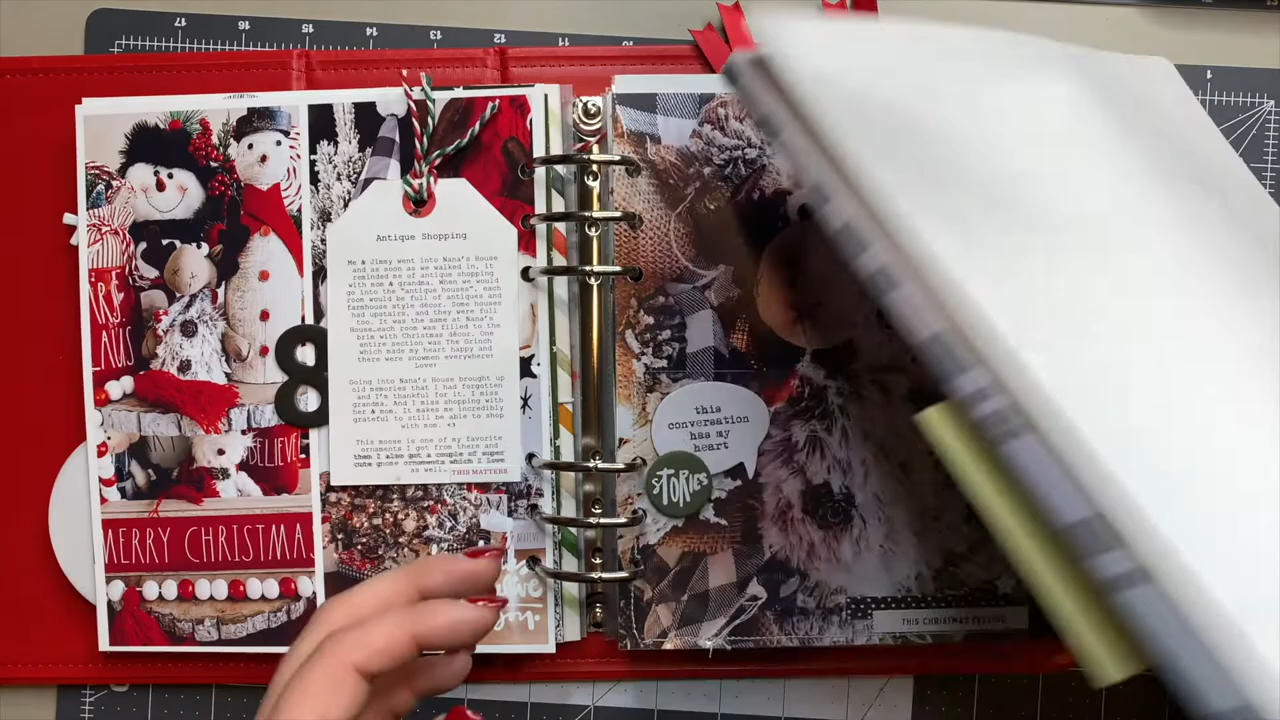 17
16
15
14
13
12
11
10
1
MRS.
CLAUS
BELIEVE
MERRY CHRISTMAS
&
Antique Shopping
Me & Jimmy went into Nana's House
and as soon as we walked in, it
reminded me of antique shopping
with mom & grandma. When we would
go into the "antique houses", each
room would be full of antiques and
farmhouse style décor. Some houses
had upstairs, and they were full
too. It was the same at Nana's
House…each room was filled to the
brim with Christmas décor. One
entire section was The Grinch
which made my heart happy and
there were snowmen everywhere!
Love!
Going into Nana's House brought up
old memories that I had forgotten
and I'm thankful for it. I miss
grandma. And I miss shopping with
her & mom. It makes me incredibly
grateful to still be able to shop
with mom. <3
This moose is one of my favorite
ornaments I got from there and
then I also got a couple of super
cute gnome ornaments which I love
as well.
THIS MATTERS
this
conversation
has my
heart
STORIES
THIS CHRISTMAS FEELING